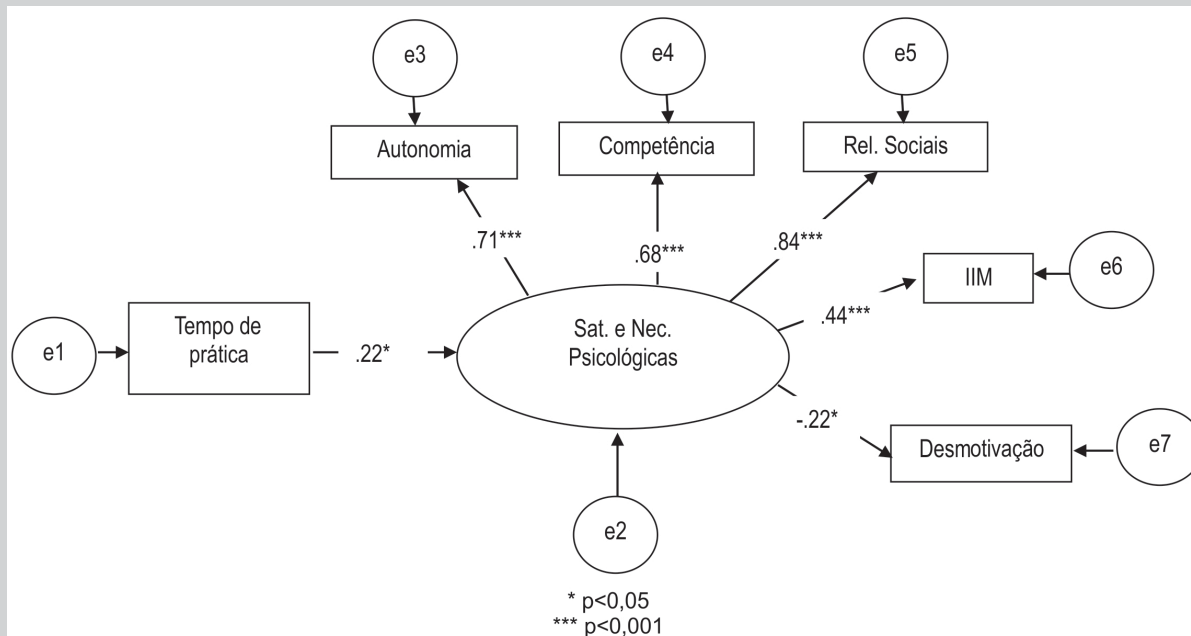 e3
e4
e5
Autonomia
Competência
Rel. Sociais
.71***
.68***
.84***
IIM
e6
.44***
e1
Tempo de
prática
.22*
Sat. e Nec.
Psicológicas
-.22*
Desmotivação
e7
e2
* p<0,05
*** p<0,001